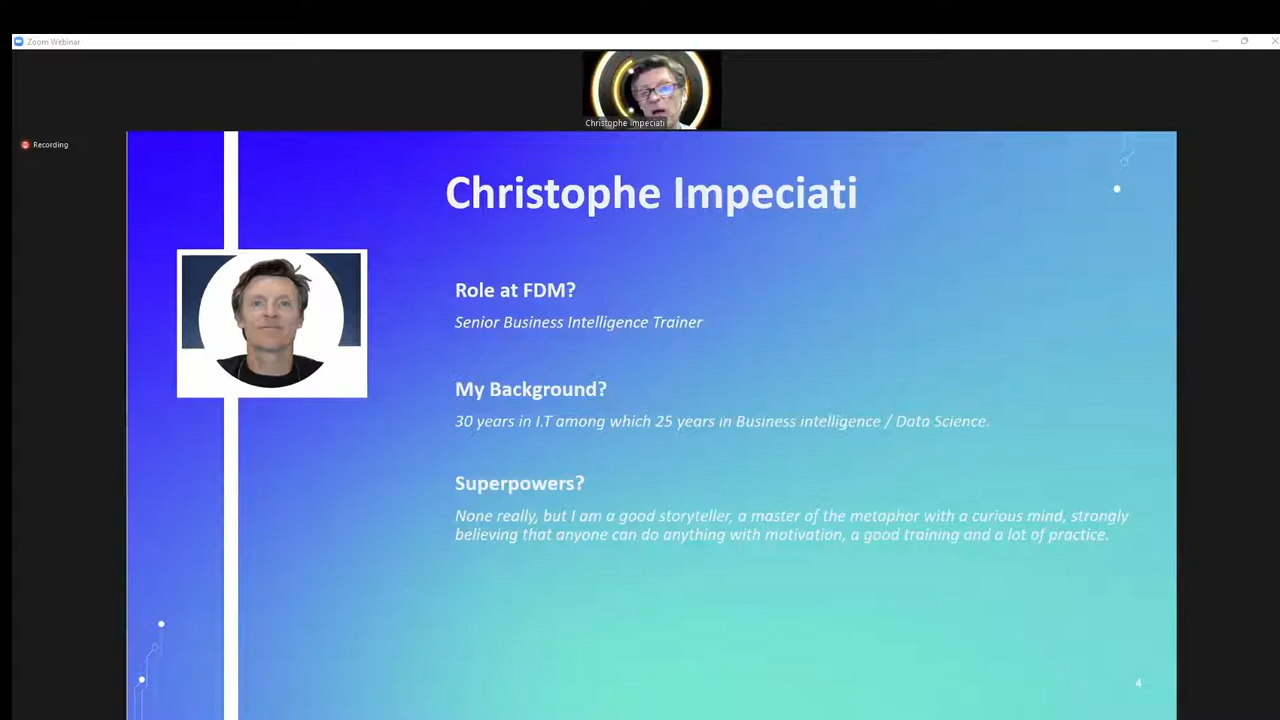 Zoom Webinar
Christophe Impeciati
Recording
Christophe Impeciati
Role at FDM?
Senior Business Intelligence Trainer
My Background?
30 years in I.T among which 25 years in Business intelligence / Data Science.
Superpowers?
None really, but I am a good storyteller, a master of the metaphor with a curious mind, strongly
believing that anyone can do anything with motivation, a good training and a lot of practice.
4